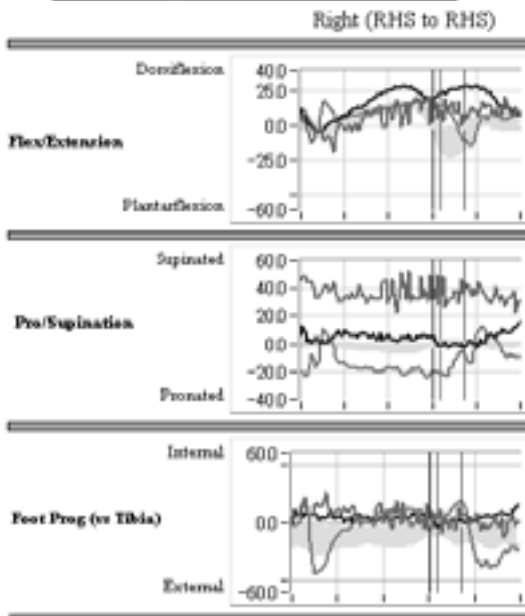 Right (RHS to RHS)
Dorsiflexion
40.0
25.0
0.0
Flex/Extension
-25.0
Plantarflexion
-60.0
Supinated
60.0
40.0
20.0
Pro/Supination
0.0
-20.0
Pronated
-40.0
Internal
60.0
Foot Prog (vs Tibia)
0.0
External
-60.0